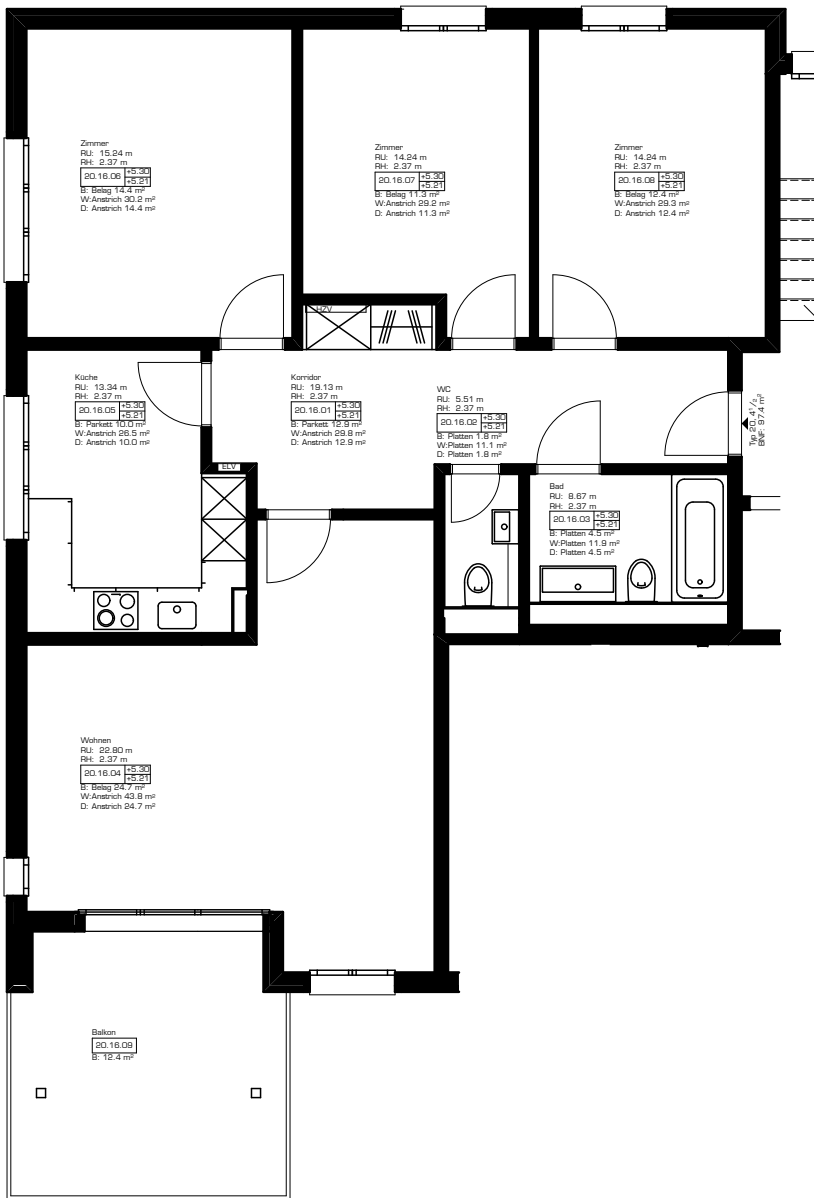 Zimmer
RU: 15.24 m
RH: 2.37 m
20.16.06 +5.30
+5.21
B: Belag 14.4 m²
W:Anstrich 30.2 m²
D: Anstrich 14.4 m²
Zimmer
RU: 14.24 m
RH: 2.37 m
20.16.07 +5.30
+5.21
B: Belag 11.3 m²
W:Anstrich 29.2 m²
D: Anstrich 11.3 m²
Zimmer
RU: 14.24 m
RH: 2.37 m
20.16.08 +5.30
+5.21
B: Belag 12.4 m²
W:Anstrich 29.3 m²
D: Anstrich 12.4 m²
HZV
Küche
RU: 13.34 m
RH: 2.37 m
20.16.05 +5.30
+5.21
B: Parkett 10.0 m²
W:Anstrich 26.5 m²
D: Anstrich 10.0 m²
Korridor
RU: 19.13 m
RH: 2.37 m
20.16.01 +5.30
+5.21
B: Parkett 12.9 m²
W:Anstrich 29.8 m²
D: Anstrich 12.9 m²
WC
RU: 5.51 m
RH: 2.37 m
20.16.02 +5.30
+5.21
B: Platten 1.8 m²
W:Platten 11.1 m²
D: Platten 1.8 m²
Typ 20.4 1/2
BNF: 97.4 m²
ELV
Bad
RU: 8.67 m
RH: 2.37 m
20.16.03 +5.30
+5.21
B: Platten 4.5 m²
W:Platten 11.9 m²
D: Platten 4.5 m²
Wohnen
RU: 22.80 m
RH: 2.37 m
20.16.04 +5.30
+5.21
B: Belag 24.7 m²
W:Anstrich 43.8 m²
D: Anstrich 24.7 m²
Balkon
20.16.09
B: 12.4 m²